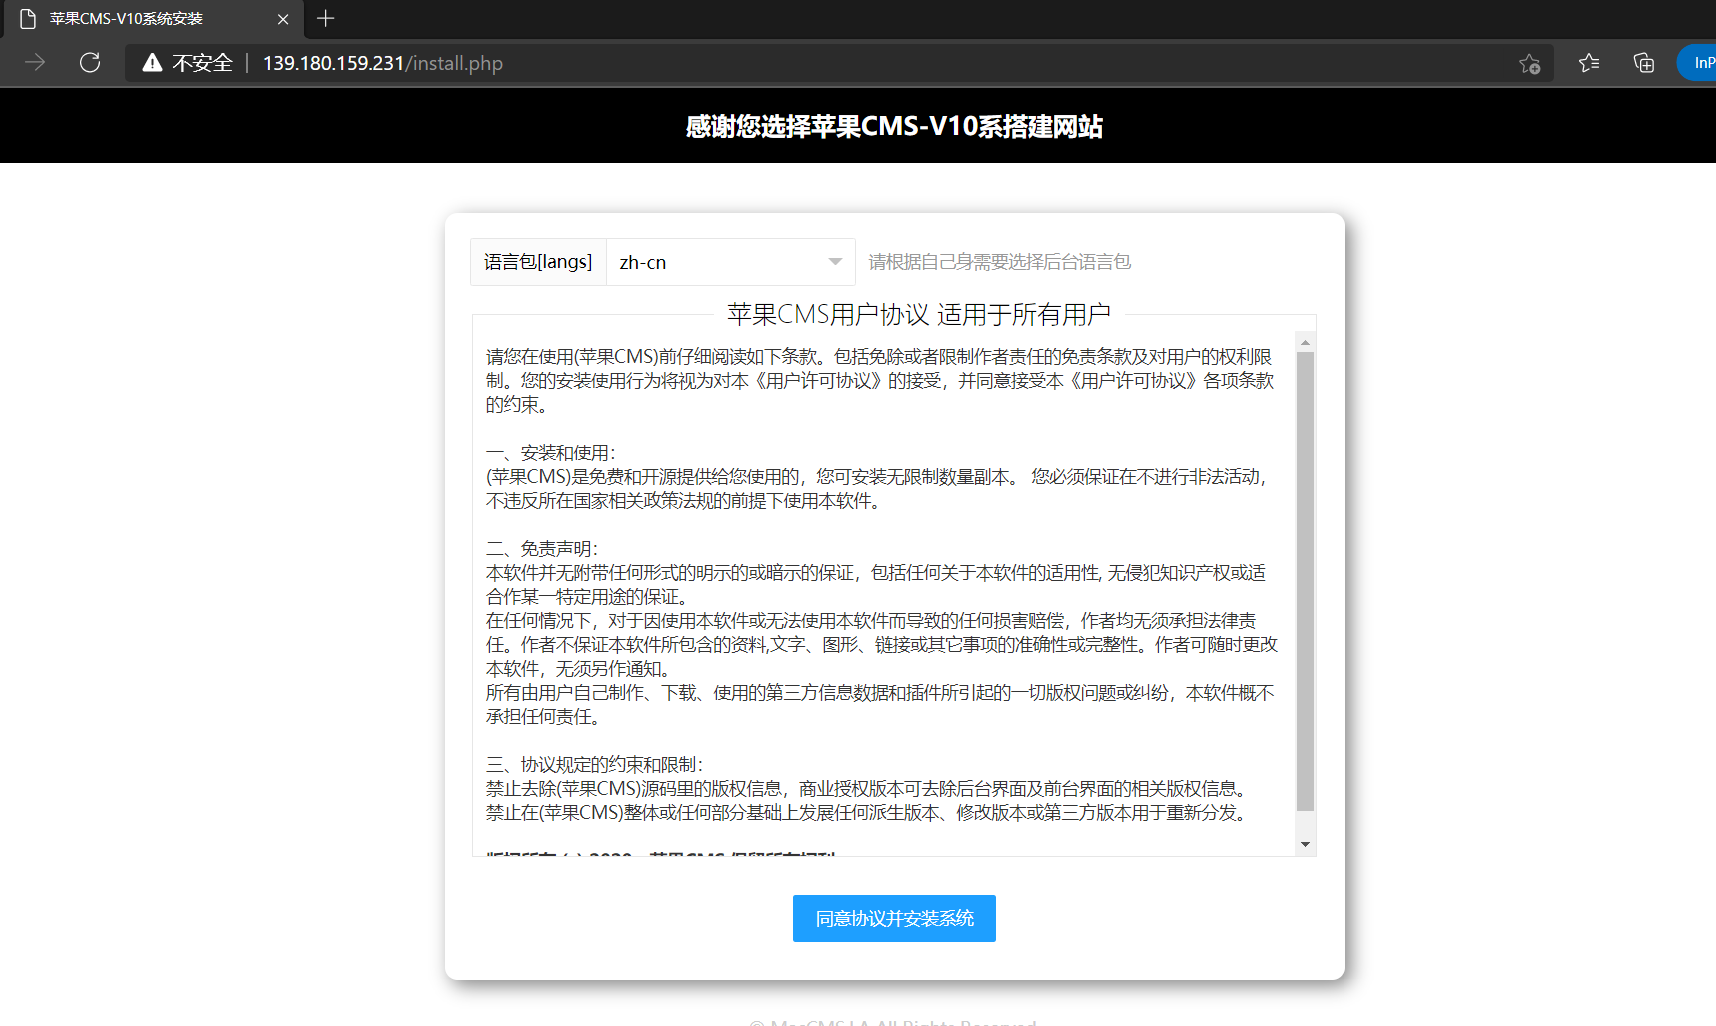 苹果CMS-V10系统安装
不安全 | 139.180.159.231/install.php
InP
感谢您选择苹果CMS-V10系搭建网站
语言包[langs] zh-cn 请根据自己身需要选择后台语言包
苹果CMS用户协议 适用于所有用户
请您在使用(苹果CMS)前仔细阅读如下条款。包括免除或者限制作者责任的免责条款及对用户的权利限
制。您的安装使用行为将视为对本《用户许可协议》的接受，并同意接受本《用户许可协议》各项条款
的约束。
一、安装和使用：
(苹果CMS)是免费和开源提供给您使用的，您可安装无限制数量副本。 您必须保证在不进行非法活动，
不违反所在国家相关政策法规的前提下使用本软件。
二、免责声明：
本软件并无附带任何形式的明示的或暗示的保证，包括任何关于本软件的适用性, 无侵犯知识产权或适
合作某一特定用途的保证。
在任何情况下，对于因使用本软件或无法使用本软件而导致的任何损害赔偿，作者均无须承担法律责
任。作者不保证本软件所包含的资料,文字、图形、链接或其它事项的准确性或完整性。作者可随时更改
本软件，无须另作通知。
所有由用户自己制作、下载、使用的第三方信息数据和插件所引起的一切版权问题或纠纷，本软件概不
承担任何责任。
三、协议规定的约束和限制：
禁止去除(苹果CMS)源码里的版权信息，商业授权版本可去除后台界面及前台界面的相关版权信息。
禁止在(苹果CMS)整体或任何部分基础上发展任何派生版本、修改版本或第三方版本用于重新分发。
版权所有 (c) 2020，苹果CMS 保留所有权利
同意协议并安装系统
© MacCMS.LA All Rights Reserved